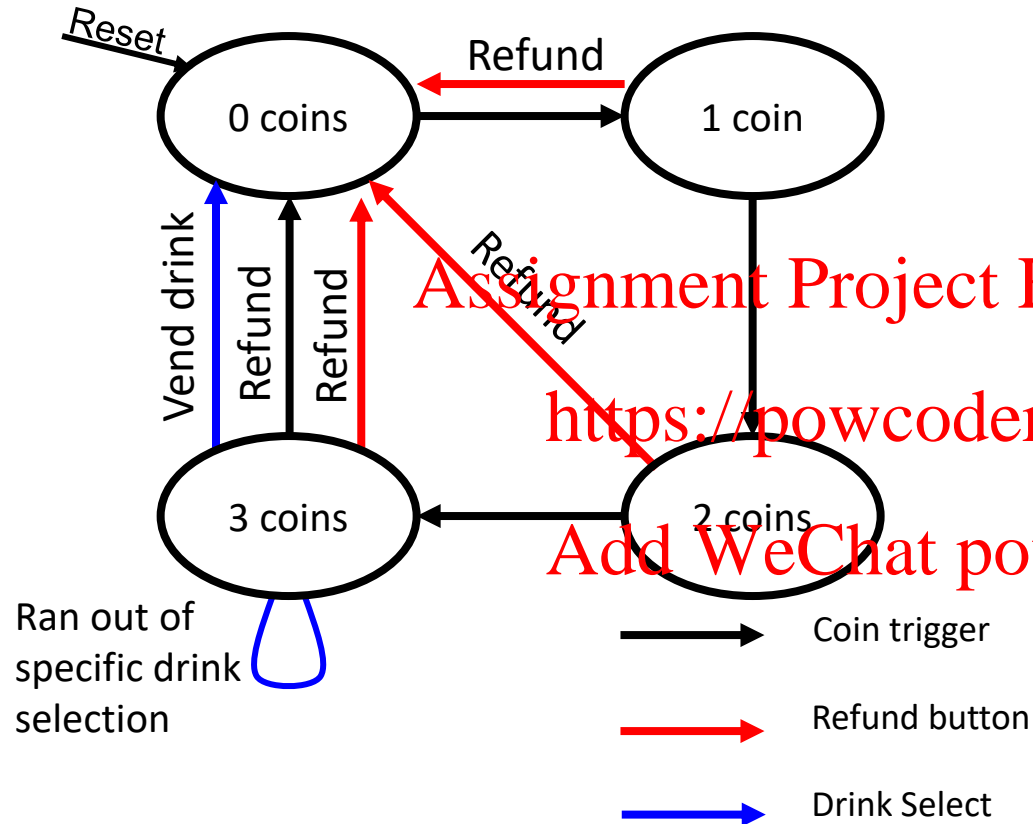 Reset
Refund
0 coins
1 coin
Vend drink
Refund
Refund
Refund
Assignment Project
https://powcoder
3 coins
2 coins
Add WeChat
Ran out of
specific drink
selection
Coin trigger
Refund button
Drink Select